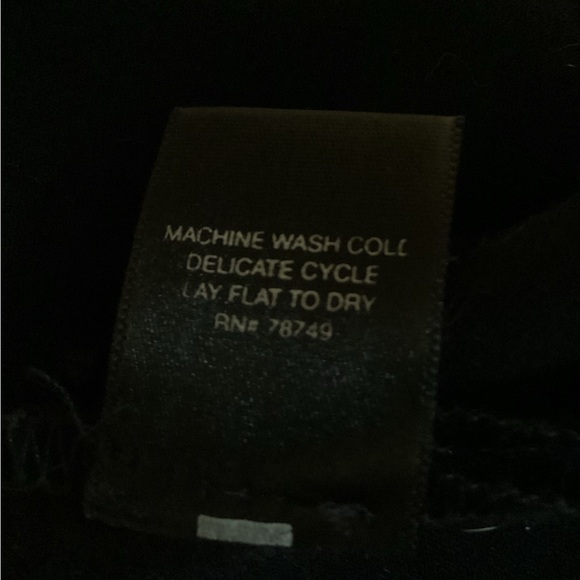 MACHINE WASH COLD
DELICATE CYCLE
LAY FLAT TO DRY
RN# 78749